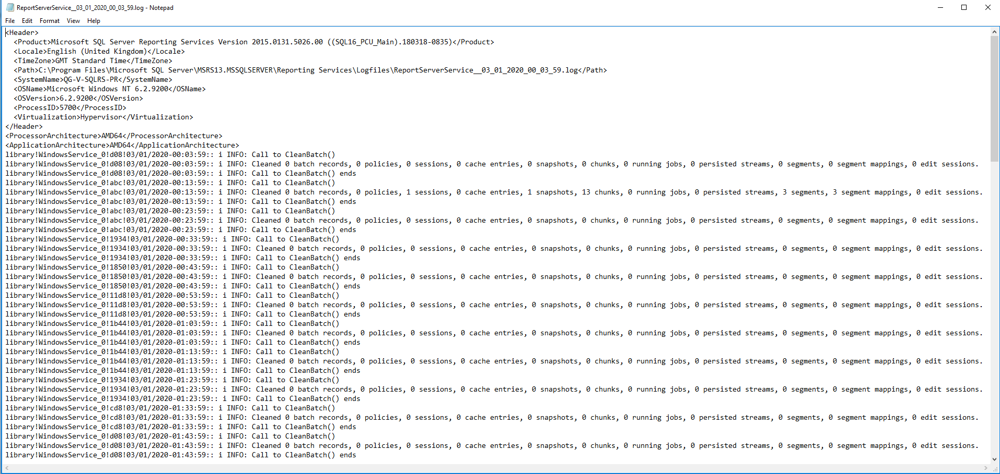 ReportServerService__03_01_2020_00_03_59.log - Notepad
File Edit Format View Help
<Header>
  <Product>Microsoft SQL Server Reporting Services Version 2015.0131.5026.00 ((SQL16_PCU_Main).180318-0835)</Product>
  <Locale>English (United Kingdom)</Locale>
  <TimeZone>GMT Standard Time</TimeZone>
  <Path>C:\Program Files\Microsoft SQL Server\MSRS13.MSSQLSERVER\Reporting Services\Logfiles\ReportServerService__03_01_2020_00_03_59.log</Path>
  <SystemName>QG-V-SQLRS-PR</SystemName>
  <OSName>Microsoft Windows NT 6.2.9200</OSName>
  <OSVersion>6.2.9200</OSVersion>
  <ProcessID>5700</ProcessID>
  <Virtualization>Hypervisor</Virtualization>
</Header>
<ProcessorArchitecture>AMD64</ProcessorArchitecture>
<ApplicationArchitecture>AMD64</ApplicationArchitecture>
library!WindowsService_0!d08!03/01/2020-00:03:59:: i INFO: Call to CleanBatch()
library!WindowsService_0!d08!03/01/2020-00:03:59:: i INFO: Cleaned 0 batch records, 0 policies, 0 sessions, 0 cache entries, 0 snapshots, 0 chunks, 0 running jobs, 0 persisted streams, 0 segments, 0 segment mappings, 0 edit sessions.
library!WindowsService_0!d08!03/01/2020-00:03:59:: i INFO: Call to CleanBatch() ends
library!WindowsService_0!abc!03/01/2020-00:13:59:: i INFO: Call to CleanBatch()
library!WindowsService_0!abc!03/01/2020-00:13:59:: i INFO: Cleaned 0 batch records, 0 policies, 1 sessions, 0 cache entries, 1 snapshots, 13 chunks, 0 running jobs, 0 persisted streams, 3 segments, 3 segment mappings, 0 edit sessions.
library!WindowsService_0!abc!03/01/2020-00:13:59:: i INFO: Call to CleanBatch() ends
library!WindowsService_0!abc!03/01/2020-00:23:59:: i INFO: Call to CleanBatch()
library!WindowsService_0!abc!03/01/2020-00:23:59:: i INFO: Cleaned 0 batch records, 0 policies, 0 sessions, 0 cache entries, 0 snapshots, 0 chunks, 0 running jobs, 0 persisted streams, 0 segments, 0 segment mappings, 0 edit sessions.
library!WindowsService_0!abc!03/01/2020-00:23:59:: i INFO: Call to CleanBatch() ends
library!WindowsService_0!1934!03/01/2020-00:33:59:: i INFO: Call to CleanBatch()
library!WindowsService_0!1934!03/01/2020-00:33:59:: i INFO: Cleaned 0 batch records, 0 policies, 0 sessions, 0 cache entries, 0 snapshots, 0 chunks, 0 running jobs, 0 persisted streams, 0 segments, 0 segment mappings, 0 edit sessions.
library!WindowsService_0!1934!03/01/2020-00:33:59:: i INFO: Call to CleanBatch() ends
library!WindowsService_0!1850!03/01/2020-00:43:59:: i INFO: Call to CleanBatch()
library!WindowsService_0!1850!03/01/2020-00:43:59:: i INFO: Cleaned 0 batch records, 0 policies, 0 sessions, 0 cache entries, 0 snapshots, 0 chunks, 0 running jobs, 0 persisted streams, 0 segments, 0 segment mappings, 0 edit sessions.
library!WindowsService_0!1850!03/01/2020-00:43:59:: i INFO: Call to CleanBatch() ends
library!WindowsService_0!11d8!03/01/2020-00:53:59:: i INFO: Call to CleanBatch()
library!WindowsService_0!11d8!03/01/2020-00:53:59:: i INFO: Cleaned 0 batch records, 0 policies, 0 sessions, 0 cache entries, 0 snapshots, 0 chunks, 0 running jobs, 0 persisted streams, 0 segments, 0 segment mappings, 0 edit sessions.
library!WindowsService_0!11d8!03/01/2020-00:53:59:: i INFO: Call to CleanBatch() ends
library!WindowsService_0!1b44!03/01/2020-01:03:59:: i INFO: Call to CleanBatch()
library!WindowsService_0!1b44!03/01/2020-01:03:59:: i INFO: Cleaned 0 batch records, 0 policies, 0 sessions, 0 cache entries, 0 snapshots, 0 chunks, 0 running jobs, 0 persisted streams, 0 segments, 0 segment mappings, 0 edit sessions.
library!WindowsService_0!1b44!03/01/2020-01:03:59:: i INFO: Call to CleanBatch() ends
library!WindowsService_0!1b44!03/01/2020-01:13:59:: i INFO: Call to CleanBatch()
library!WindowsService_0!1b44!03/01/2020-01:13:59:: i INFO: Cleaned 0 batch records, 0 policies, 0 sessions, 0 cache entries, 0 snapshots, 0 chunks, 0 running jobs, 0 persisted streams, 0 segments, 0 segment mappings, 0 edit sessions.
library!WindowsService_0!1b44!03/01/2020-01:13:59:: i INFO: Call to CleanBatch() ends
library!WindowsService_0!1934!03/01/2020-01:23:59:: i INFO: Call to CleanBatch()
library!WindowsService_0!1934!03/01/2020-01:23:59:: i INFO: Cleaned 0 batch records, 0 policies, 0 sessions, 0 cache entries, 0 snapshots, 0 chunks, 0 running jobs, 0 persisted streams, 0 segments, 0 segment mappings, 0 edit sessions.
library!WindowsService_0!1934!03/01/2020-01:23:59:: i INFO: Call to CleanBatch() ends
library!WindowsService_0!cd8!03/01/2020-01:33:59:: i INFO: Call to CleanBatch()
library!WindowsService_0!cd8!03/01/2020-01:33:59:: i INFO: Cleaned 0 batch records, 0 policies, 0 sessions, 0 cache entries, 0 snapshots, 0 chunks, 0 running jobs, 0 persisted streams, 0 segments, 0 segment mappings, 0 edit sessions.
library!WindowsService_0!cd8!03/01/2020-01:33:59:: i INFO: Call to CleanBatch() ends
library!WindowsService_0!d08!03/01/2020-01:43:59:: i INFO: Call to CleanBatch()
library!WindowsService_0!d08!03/01/2020-01:43:59:: i INFO: Cleaned 0 batch records, 0 policies, 0 sessions, 0 cache entries, 0 snapshots, 0 chunks, 0 running jobs, 0 persisted streams, 0 segments, 0 segment mappings, 0 edit sessions.
library!WindowsService_0!d08!03/01/2020-01:43:59:: i INFO: Call to CleanBatch() ends